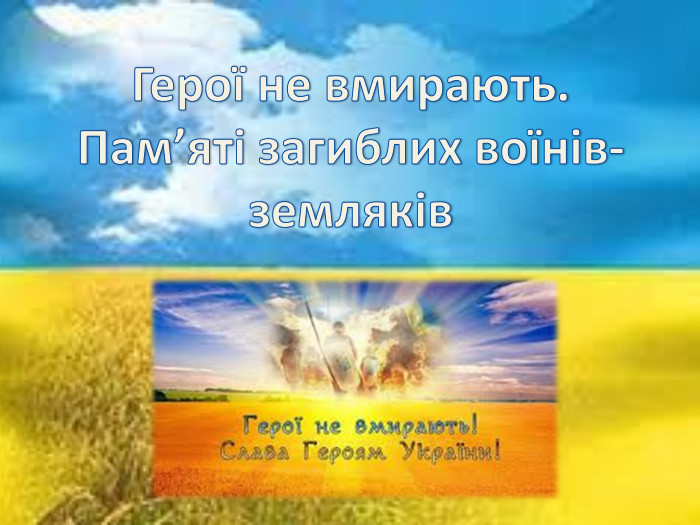 Герої не вмирають.
Пам’яті загиблих воїнів-
земляків
Герої не вмирають!
Слава Героям України!